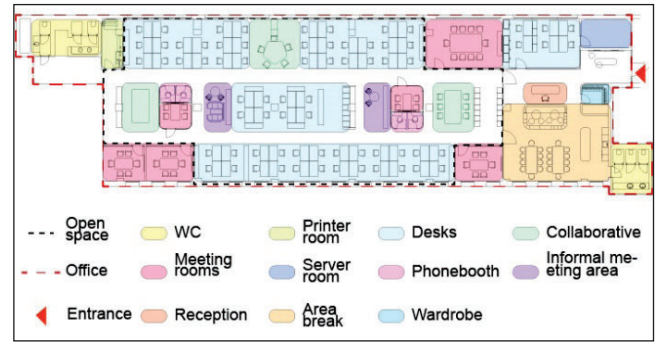 Open
space
WC
Printer
room
Desks
Collaborative
Office
Meeting
rooms
Server
room
Phonebooth
Informal me-
eting area
Entrance
Reception
Area
break
Wardrobe